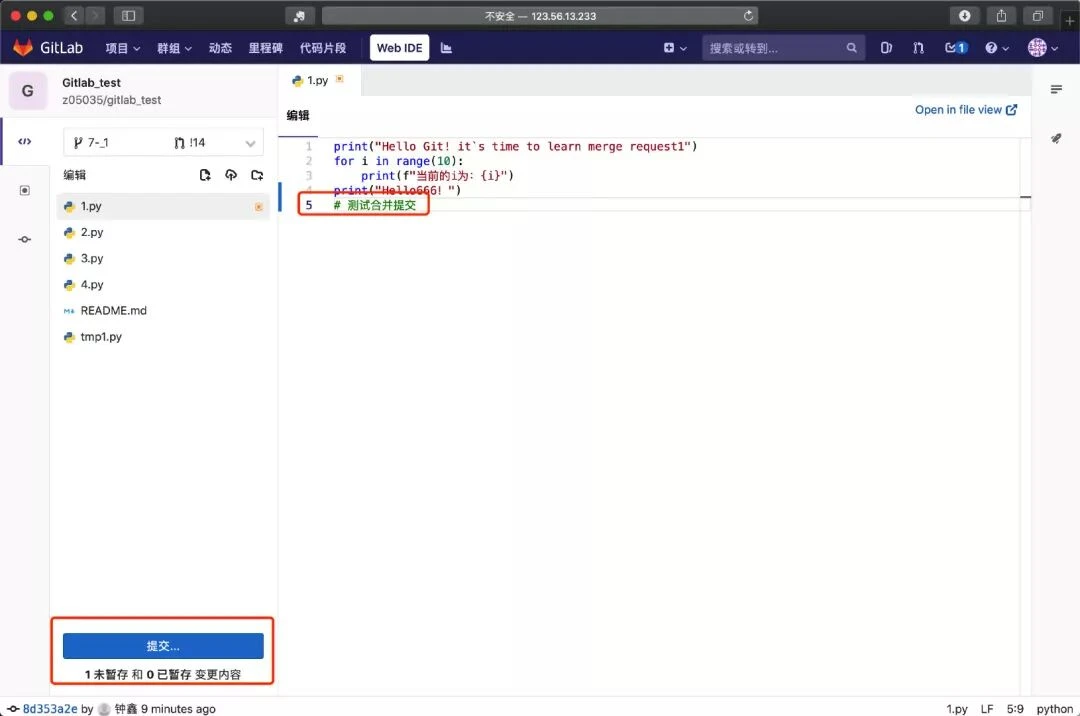 不安全 — 123.56.13.233
GitLab 项目 群组 动态 里程碑 代码片段 Web IDE 搜索或转到... 1
G Gitlab_test
z05035/gitlab_test
1.py
编辑 Open in file view
7-_1 !14
编辑
1.py
2.py
3.py
4.py
README.md
tmp1.py
1 print("Hello Git! it`s time to learn merge request1")
2 for i in range(10):
3 print(f"当前的i为: {i}")
4 print("Hello666! ")
5 # 测试合并提交
提交...
1 未暂存 和 0 已暂存 变更内容
8d353a2e by 钟鑫 9 minutes ago 1.py LF 5:9 python